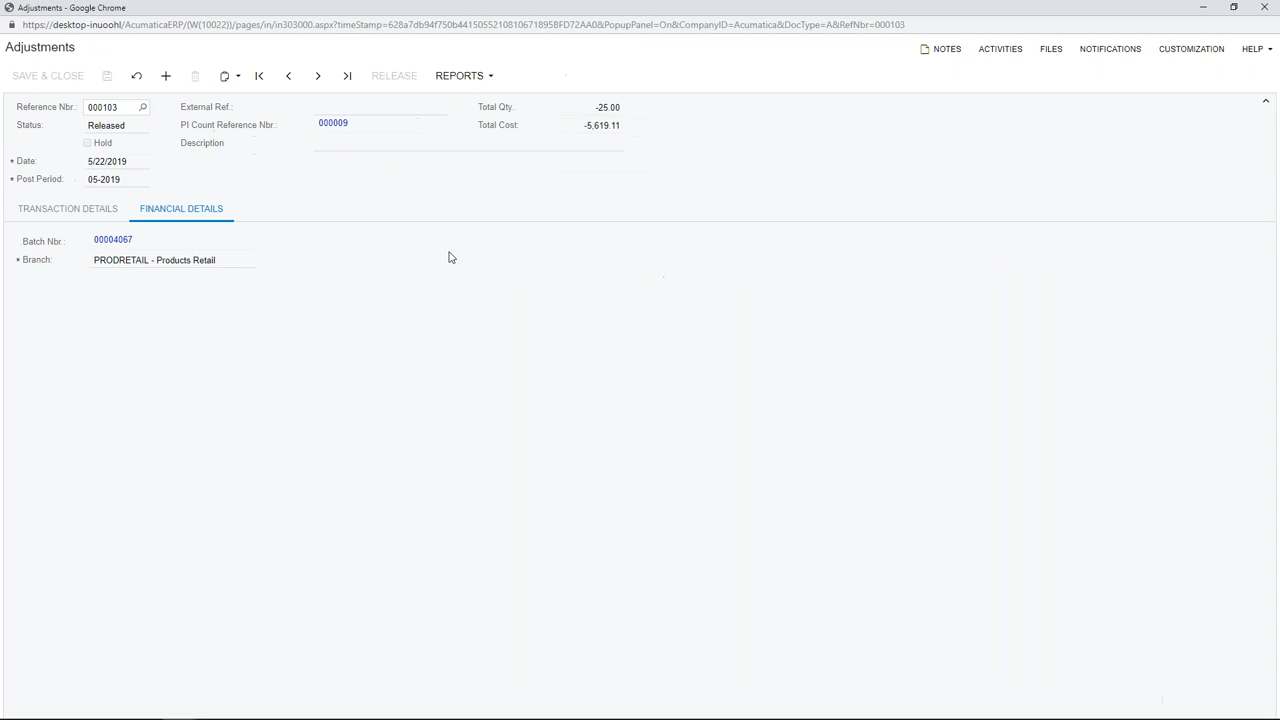 Adjustments - Google Chrome
https://desktop-inuoohl/AcumaticaERP/(W(10022))/pages/in/in303000.aspx?timeStamp=628a7db94f750b4415055221081067 1895BFD72AA0&PopupPanel=On&CompanyID=Acumatica&DocType=A&RefNbr=000103
Adjustments
NOTES ACTIVITIES FILES NOTIFICATIONS CUSTOMIZATION HELP
SAVE & CLOSE RELEASE REPORTS
Reference Nbr.: 000103 External Ref.: Total Qty.: -25.00
Status: Released PI Count Reference Nbr.: 000009 Total Cost: -5,619.11
Hold Description
* Date: 5/22/2019
* Post Period: 05-2019
TRANSACTION DETAILS FINANCIAL DETAILS
Batch Nbr.: 00004067
* Branch: PRODRETAIL - Products Retail